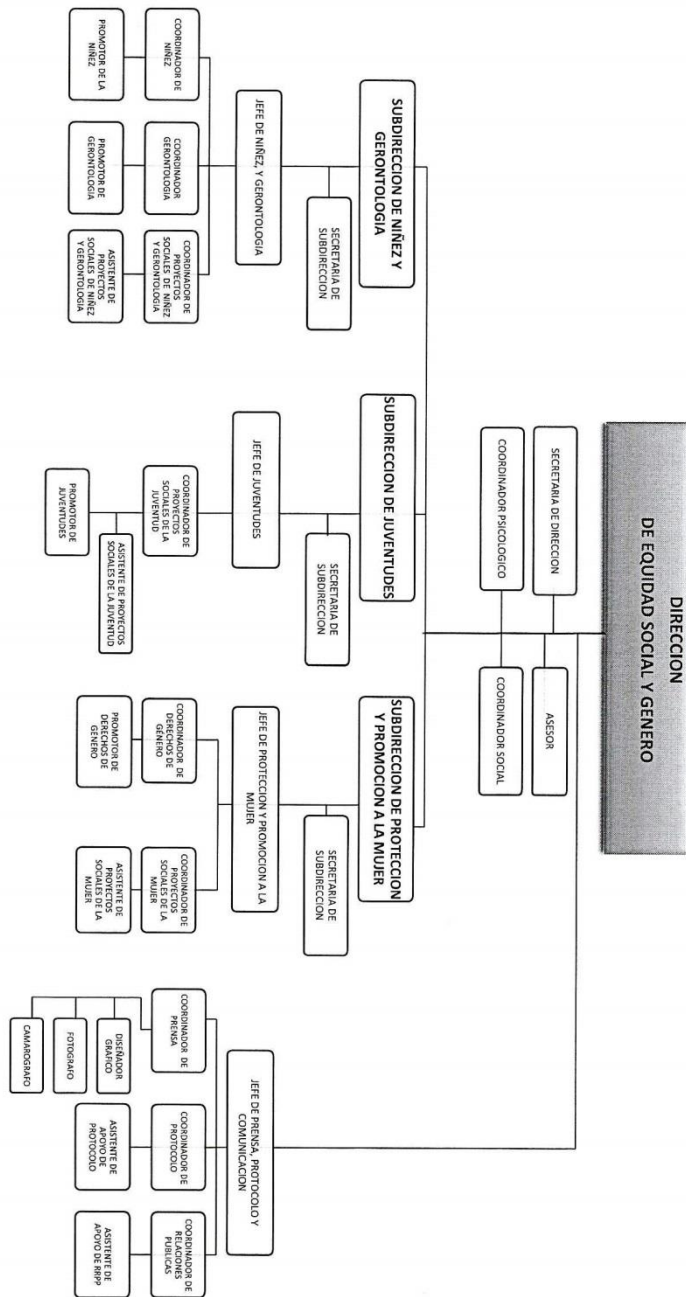 DIRECCION
DE EQUIDAD SOCIAL Y GENERO
SECRETARIA DE DIRECCION
ASESOR
COORDINADOR PSICOLOGICO
COORDINADOR SOCIAL
SUBDIRECCION DE NIÑEZ Y
GERONTOLOGIA
SECRETARIA DE
SUBDIRECCION
JEFE DE NIÑEZ Y GERONTOLOGIA
COORDINADOR DE
NIÑEZ
COORDINADOR
GERONTOLOGIA
COORDINADOR DE
PROYECTOS
SOCIALES DE NIÑEZ
Y GERONTOLOGIA
PROMOTOR DE LA
NIÑEZ
PROMOTOR DE
GERONTOLOGIA
ASISTENTE DE
PROYECTOS
SOCIALES DE NIÑEZ
Y GERONTOLOGIA
SUBDIRECCION DE JUVENTUDES
SECRETARIA DE
SUBDIRECCION
JEFE DE JUVENTUDES
COORDINADOR DE
PROYECTOS
SOCIALES DE LA
JUVENTUD
ASISTENTE DE PROYECTOS
SOCIALES DE LA JUVENTUD
PROMOTOR DE
JUVENTUDES
SUBDIRECCION DE PROTECCION
Y PROMOCION A LA MUJER
SECRETARIA DE
SUBDIRECCION
JEFE DE PROTECCION Y PROMOCION A LA
MUJER
COORDINADOR DE
DERECHOS DE
GÉNERO
COORDINADOR DE
PROYECTOS
SOCIALES DE LA
MUJER
PROMOTOR DE
DERECHOS DE
GÉNERO
ASISTENTE DE
PROYECTOS
SOCIALES DE LA
MUJER
JEFE DE PRENSA, PROTOCOLO Y
COMUNICACION
COORDINADOR DE
PRENSA
COORDINADOR DE
PROTOCOLO
COORDINADOR DE
RELACIONES
PUBLICAS
DISEÑADOR
GRAFICO
FOTOGRAFO
CAMAROGRAFO
ASISTENTE DE
APOYO DE
PROTOCOLO
ASISTENTE DE
APOYO DE RRPP